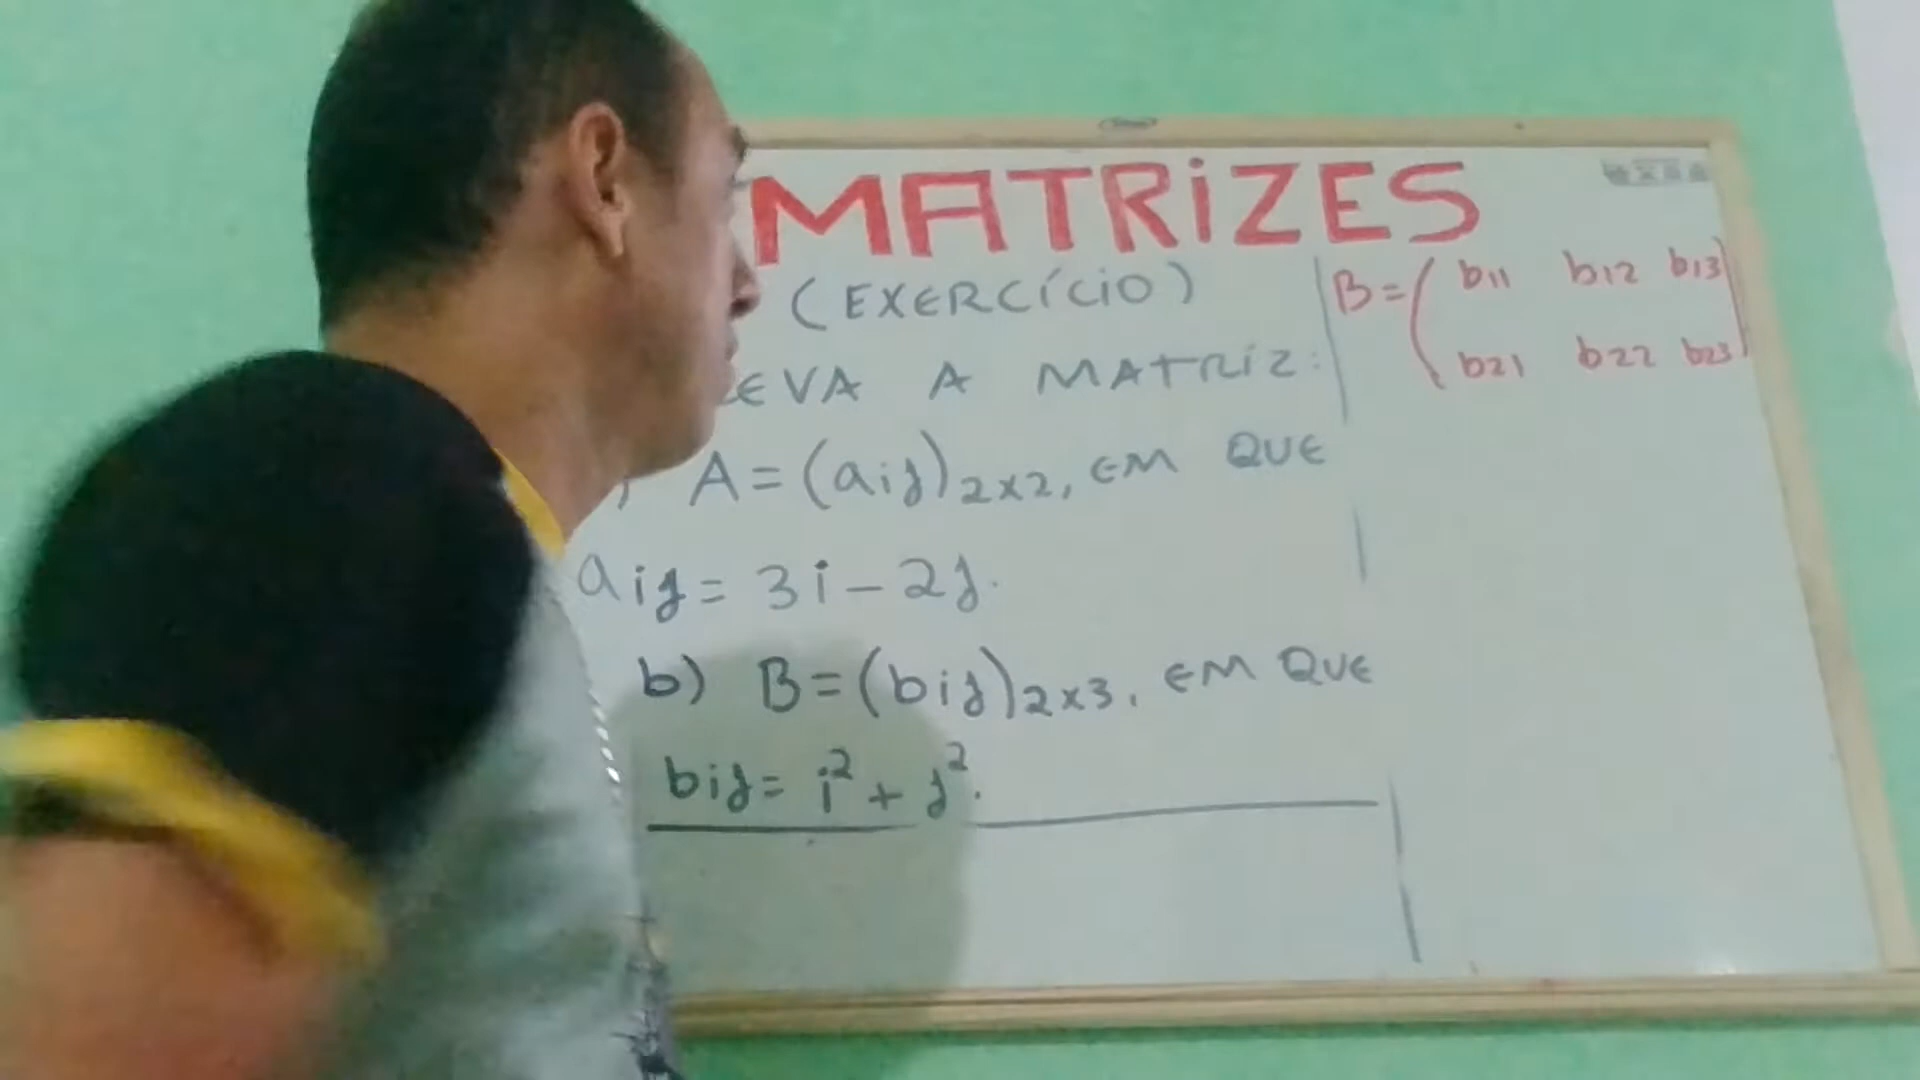 MATRIZES
(EXERCÍCIO)
A MATRIZ:
A = (aij)2x2, EM QUE
aij = 3i - 2j.
b) B = (bij)2x3, EM QUE
bij = i² + j².
B = ( b11 b12 b13 )
b21 b22 b23